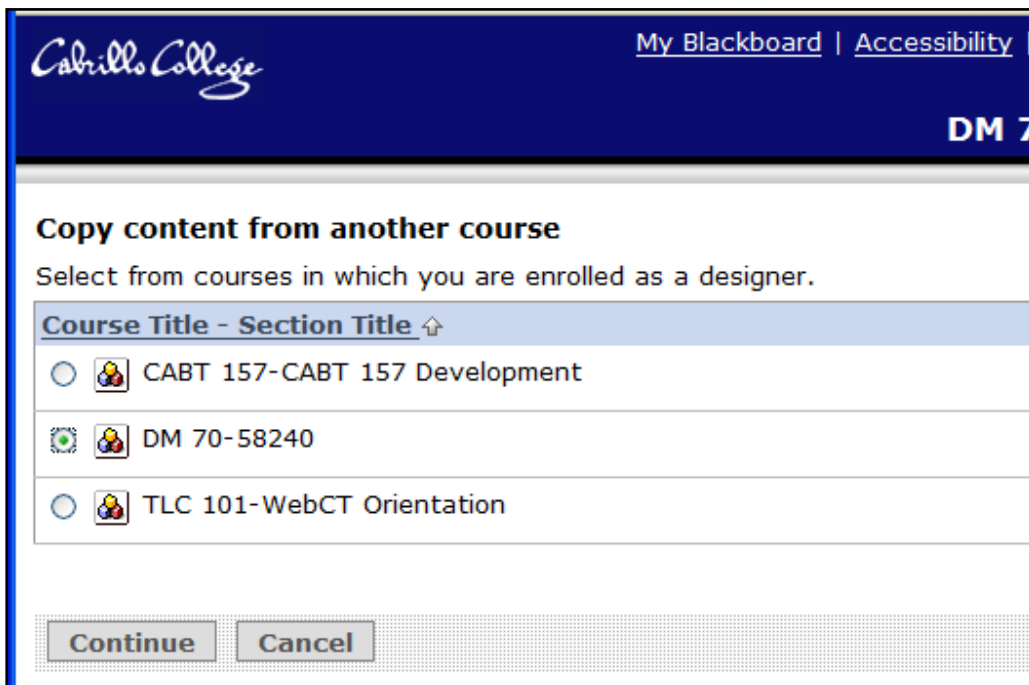 Cabrillo College
My Blackboard | Accessibility |
DM 7
Copy content from another course
Select from courses in which you are enrolled as a designer.
Course Title - Section Title
CABT 157-CABT 157 Development
DM 70-58240
TLC 101-WebCT Orientation
Continue Cancel